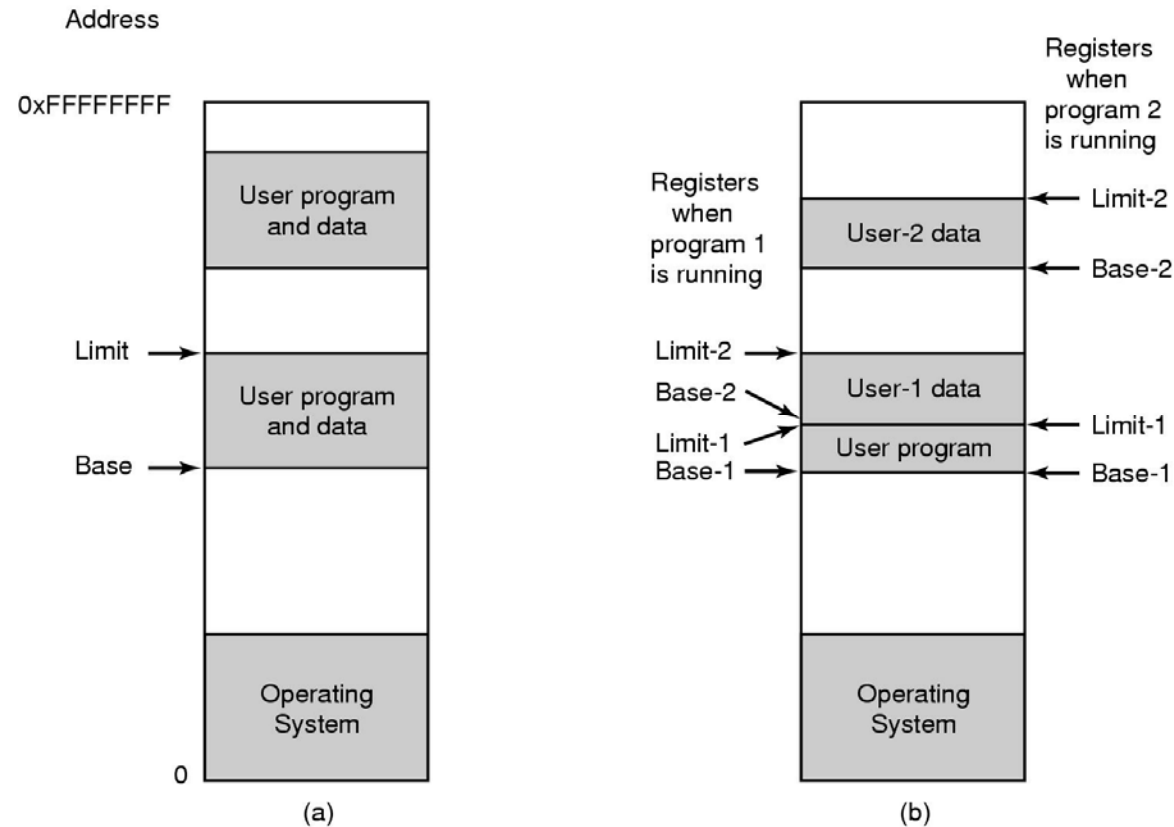 Address
0xFFFFFFFF
User program
and data
Limit
User program
and data
Base
Operating
System
0
(a)
Registers
when
program 1
is running
Limit-2
Base-2
Limit-1
Base-1
User-2 data
User-1 data
User program
Operating
System
(b)
Registers
when
program 2
is running
Limit-2
Base-2
Limit-1
Base-1